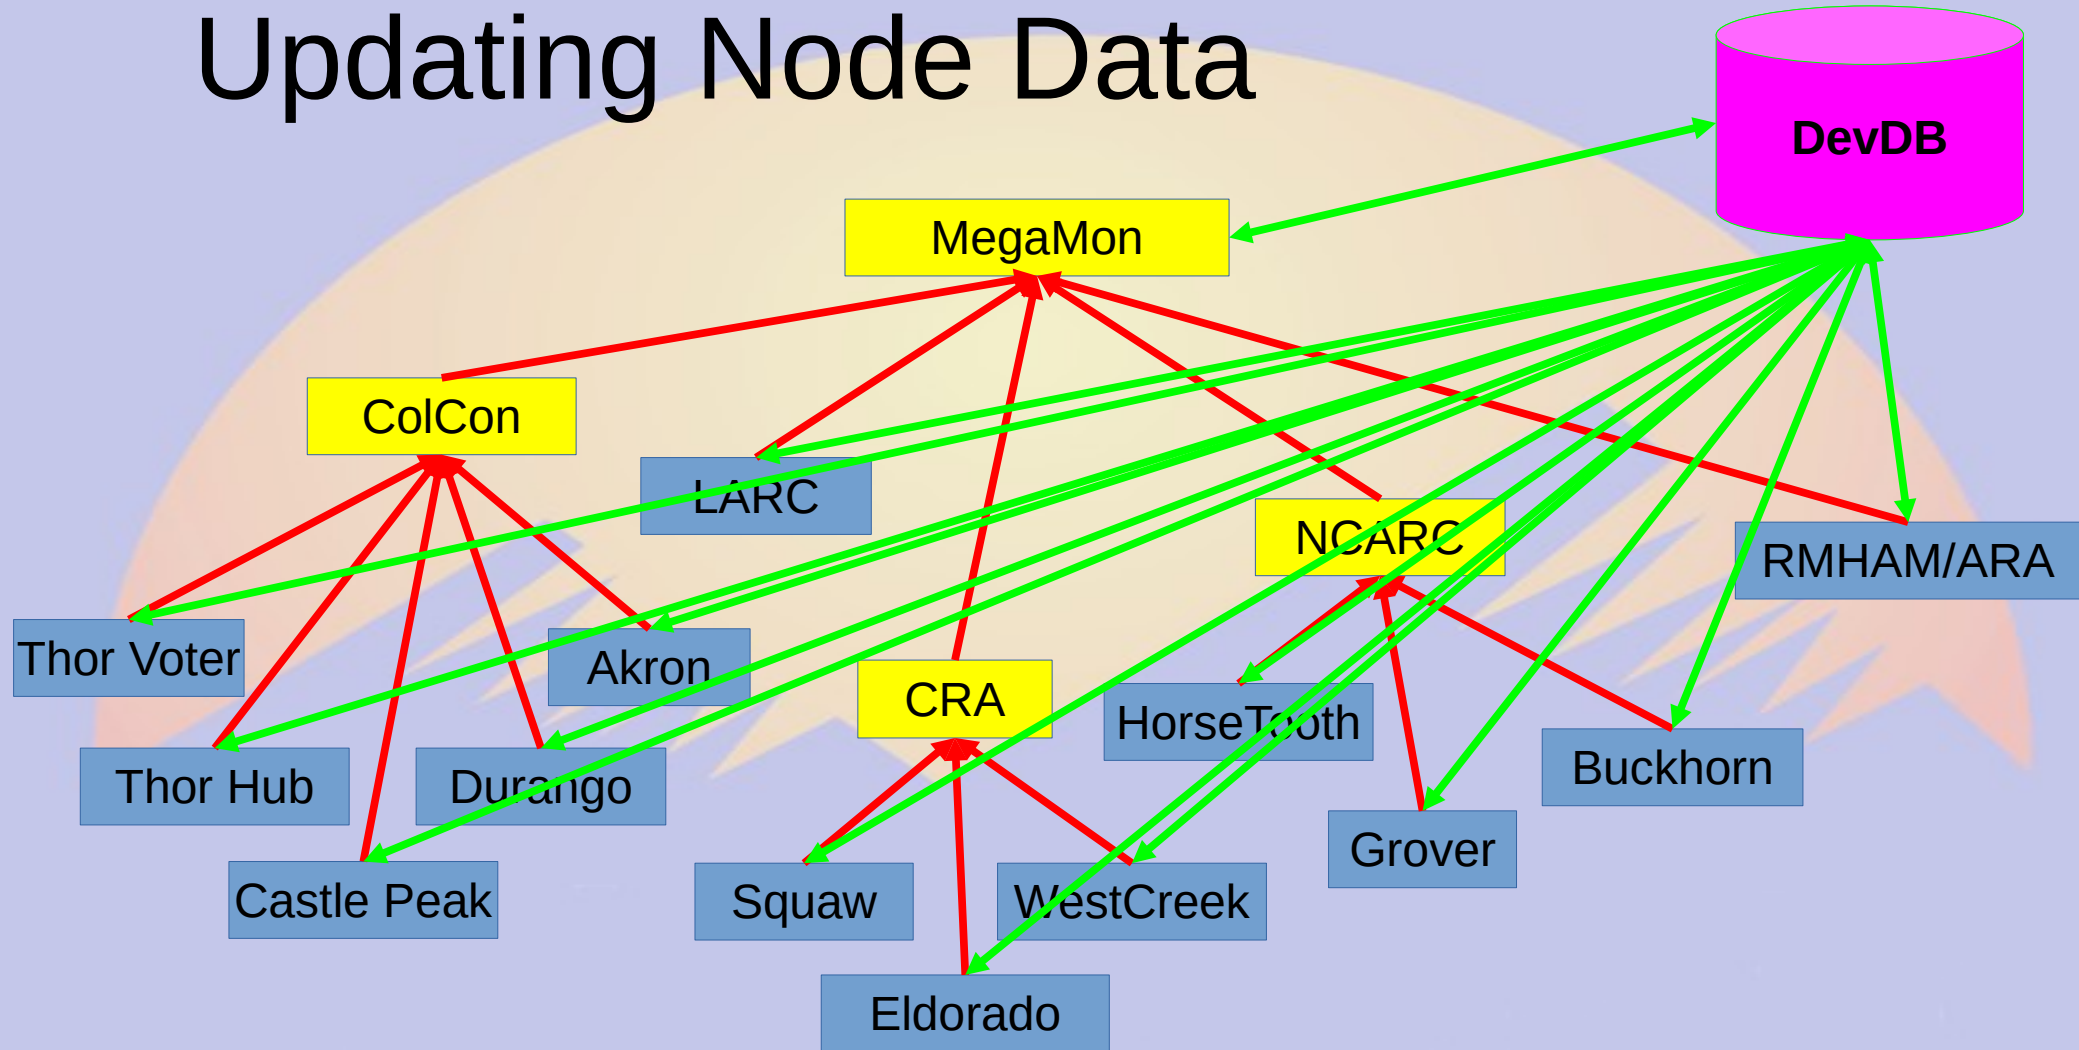 Updating Node Data
DevDB
MegaMon
ColCon
LARC
NCARC
RMHAM/ARA
Thor Voter
Akron
CRA
HorseTooth
Thor Hub
Durango
Buckhorn
Grover
Castle Peak
Squaw
WestCreek
Eldorado